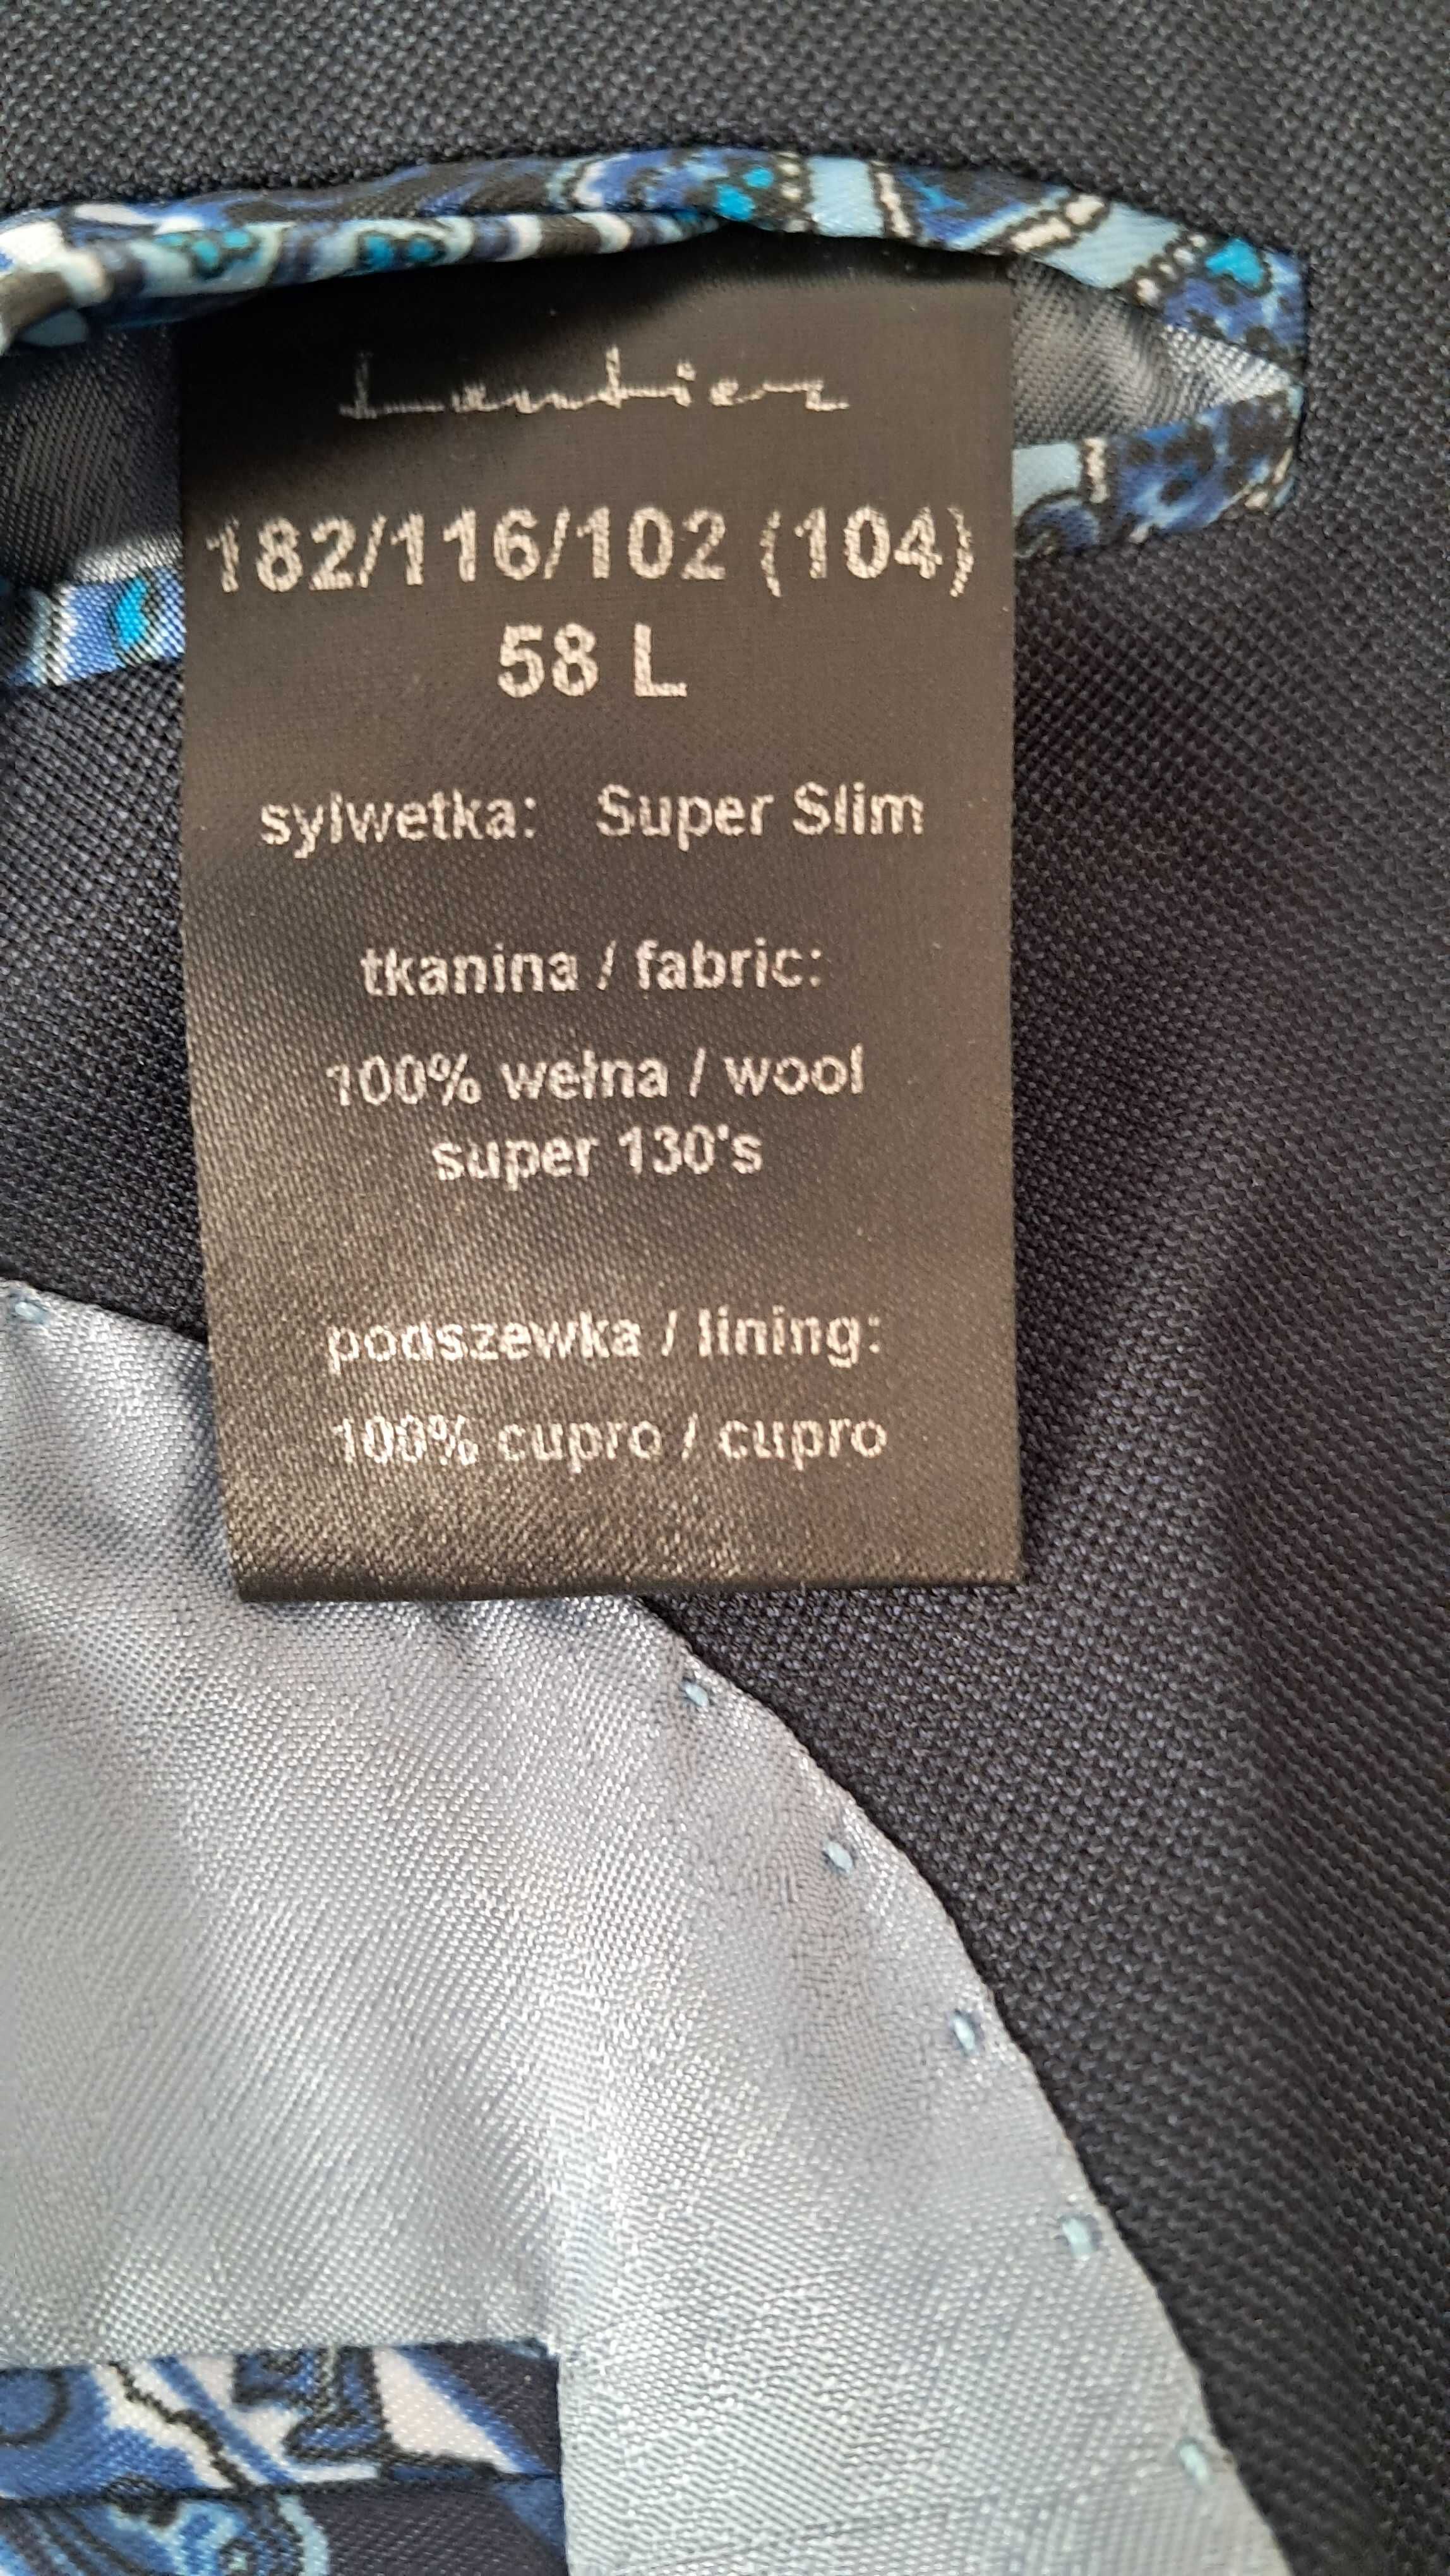 Lantier
182/116/102 (104)
58 L
sylwetka: Super Slim
tkanina / fabric:
100% wełna / wool
super 130's
podszewka / lining:
100% cupro / cupro